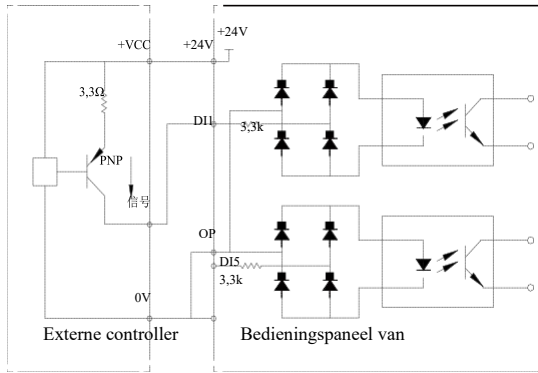 +24V
+VCC
+24V
3,3Ω
DI1
3,3k
PNP
信号
OP
DI5
3,3k
0V
Externe controller
Bedieningspaneel van